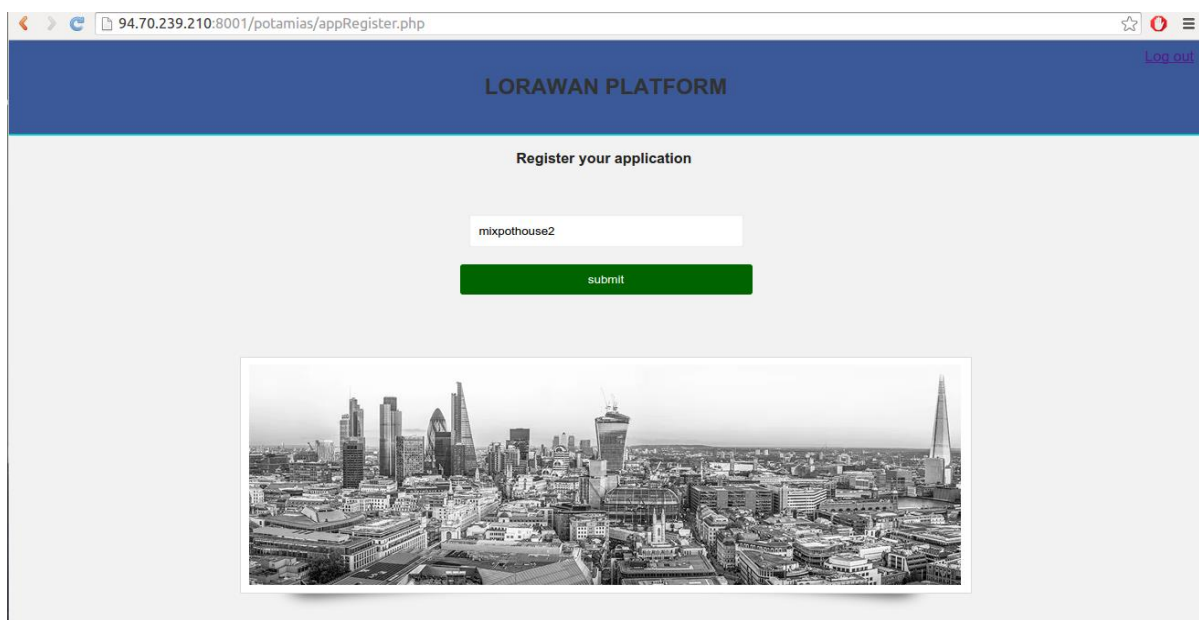 94.70.239.210:8001/potamias/appRegister.php
Log out
LORAWAN PLATFORM
Register your application
mixpothouse2
submit